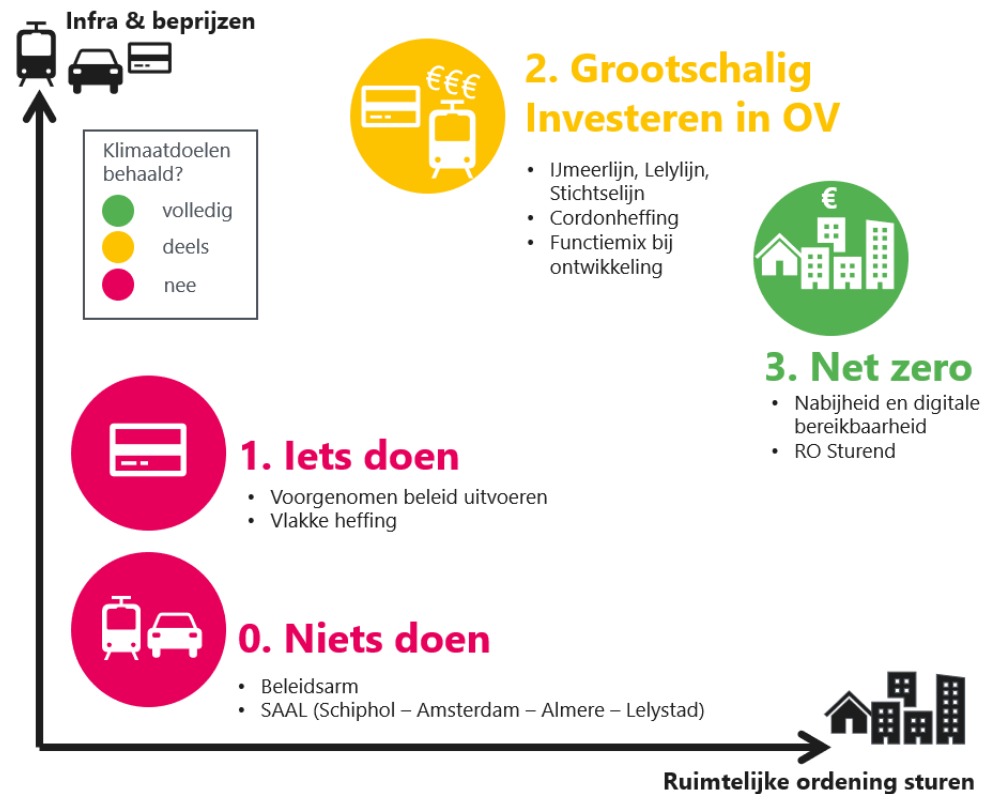 Infra & beprijzen
Klimaatdoelen
behaald?
volledig
deels
nee
€€€
2. Grootschalig
Investeren in OV
• IJmeerlijn, Lelylijn,
Stichtselijn
• Cordonheffing
• Functiemix bij
ontwikkeling
€
3. Net zero
• Nabijheid en digitale
bereikbaarheid
• RO Sturend
1. Iets doen
• Voorgenomen beleid uitvoeren
• Vlakke heffing
0. Niets doen
• Beleidsarm
• SAAL (Schiphol – Amsterdam – Almere – Lelystad)
Ruimtelijke ordening sturen